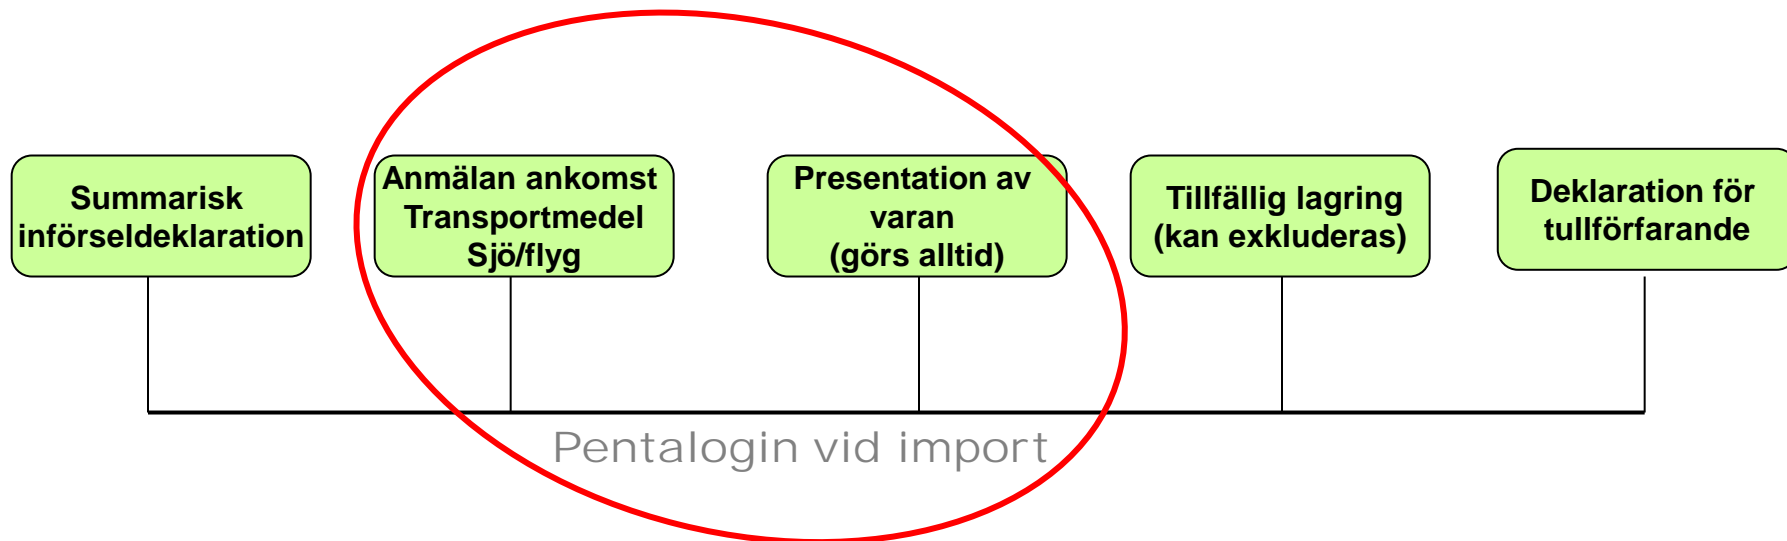 Summarisk
införseldeklaration
Anmälan ankomst
Transportmedel
Sjö/flyg
Presentation av
varan
(görs alltid)
Tillfällig lagring
(kan exkluderas)
Deklaration för
tullförfarande
Pentalogin vid import